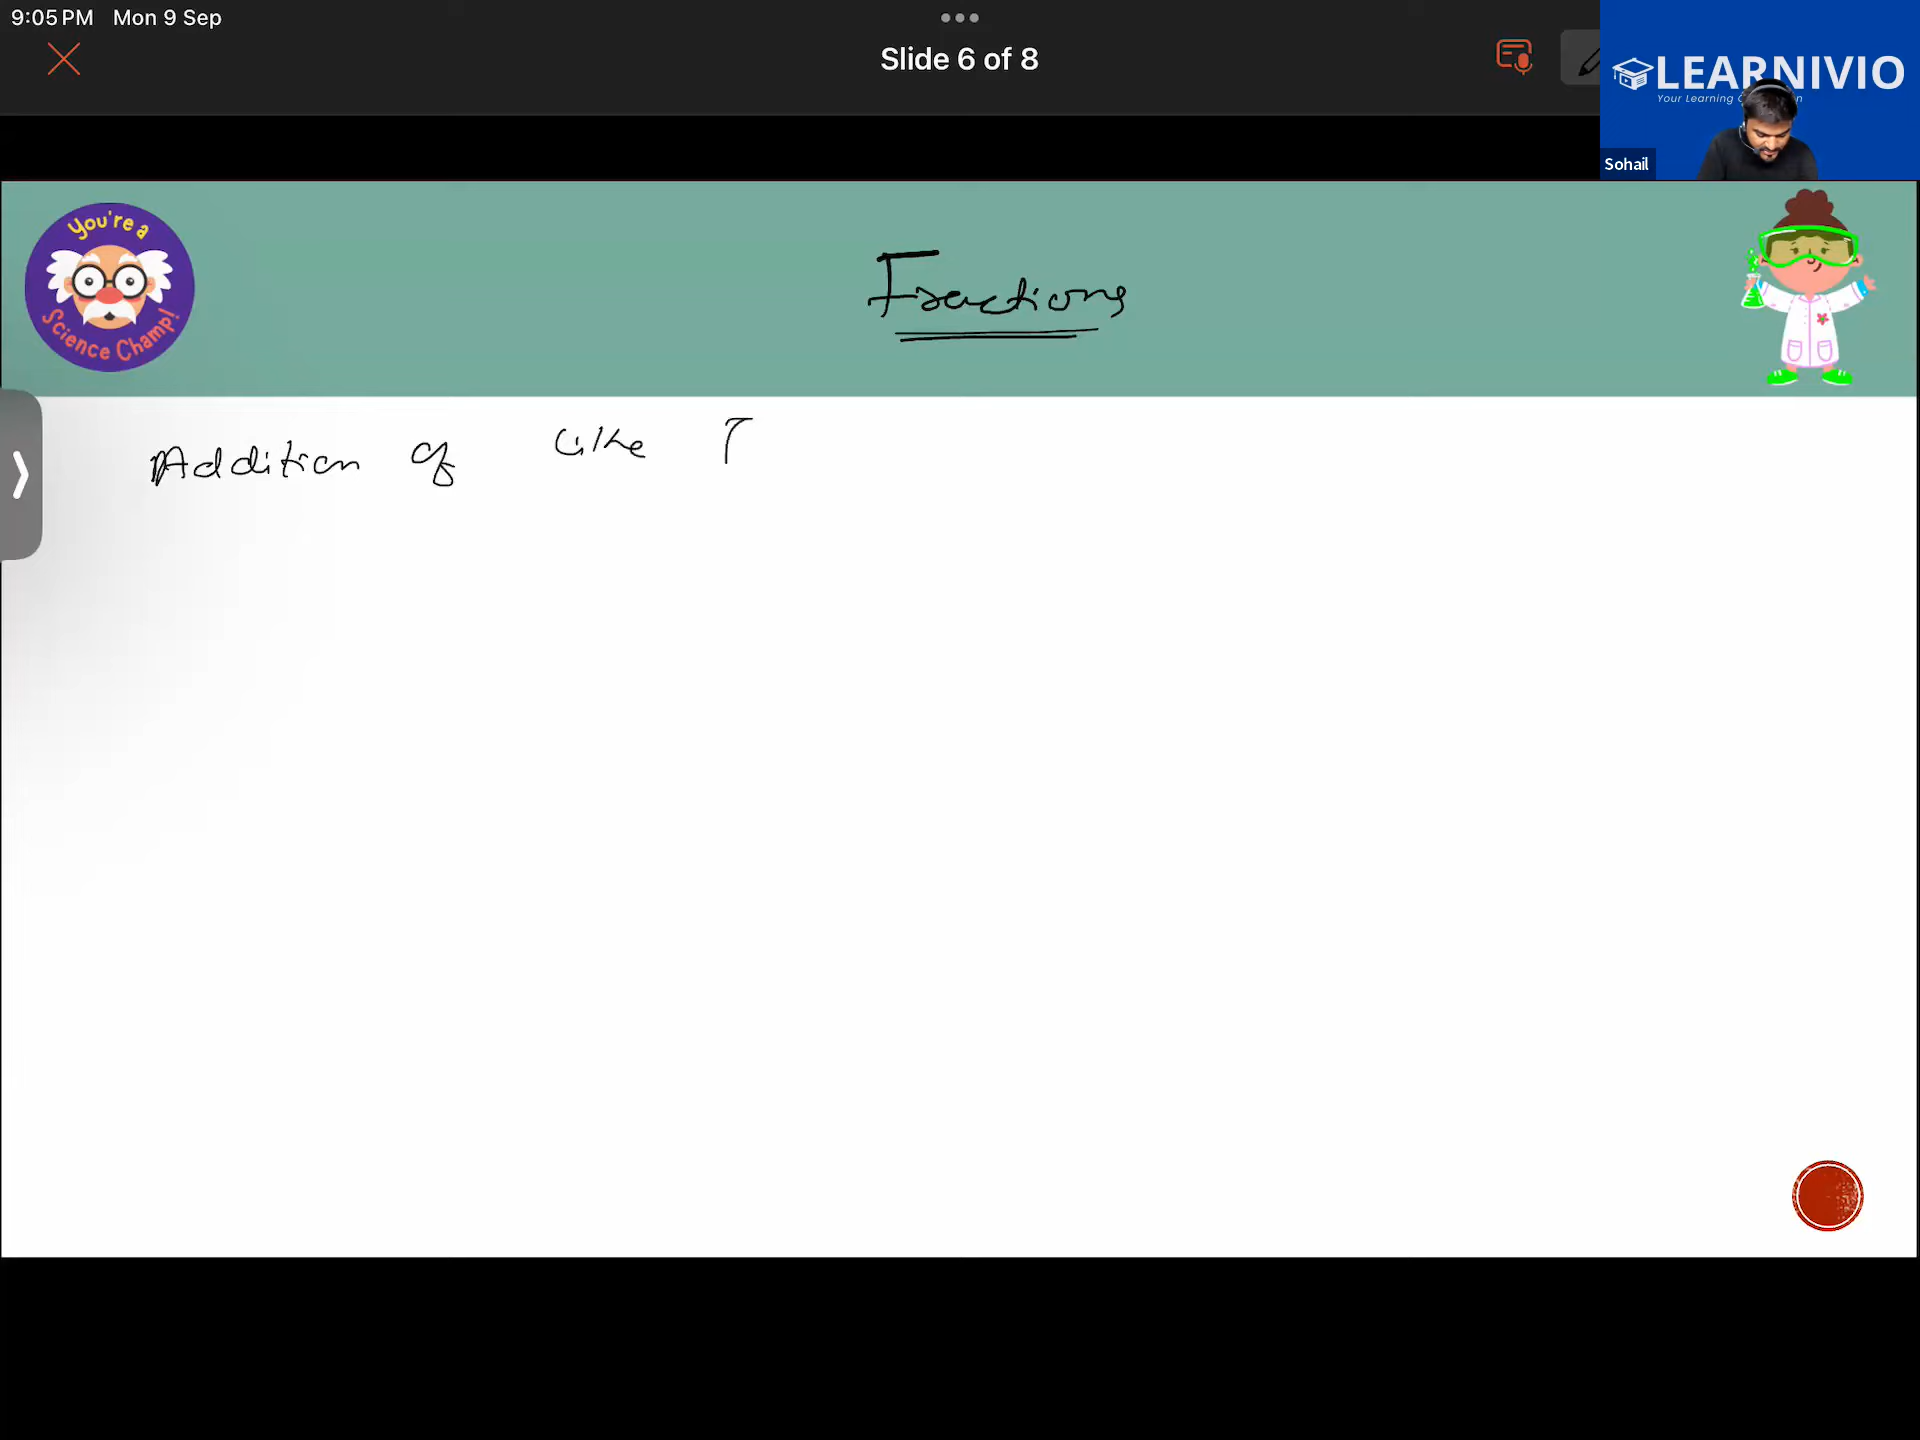 9:05 PM Mon 9 Sep
Slide 6 of 8
LEARNIVIO
Your Learning
Sohail
You're a
Science Champ!
Fractions
Addition of like F